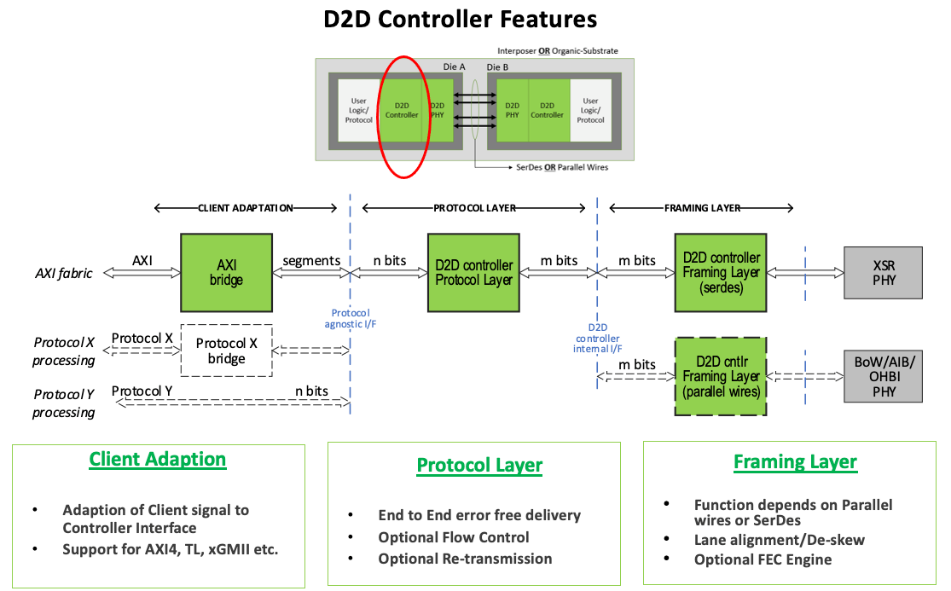 D2D Controller Features
Interposer OR Organic-Substrate
Die A
Die B
User
Logic/
Protocol
D2D
Controller
D2D
PHY
D2D
PHY
D2D
Controller
User
Logic/
Protocol
SerDes OR Parallel Wires
CLIENT ADAPTATION
PROTOCOL LAYER
FRAMING LAYER
AXI fabric
AXI
AXI
bridge
segments
n bits
D2D controller
Protocol Layer
m bits
m bits
D2D controller
Framing Layer
(serdes)
XSR
PHY
Protocol
agnostic I/F
D2D
controller
internal I/F
Protocol X
processing
Protocol X
Protocol X
bridge
m bits
D2D cntlr
Framing Layer
(parallel wires)
BoW/AIB/
OHBI
PHY
Protocol Y
processing
Protocol Y
n bits
Client Adaption
• Adaption of Client signal to
Controller Interface
• Support for AXI4, TL, xGMII etc.
Protocol Layer
• End to End error free delivery
• Optional Flow Control
• Optional Re-transmission
Framing Layer
• Function depends on Parallel
wires or SerDes
• Lane alignment/De-skew
• Optional FEC Engine